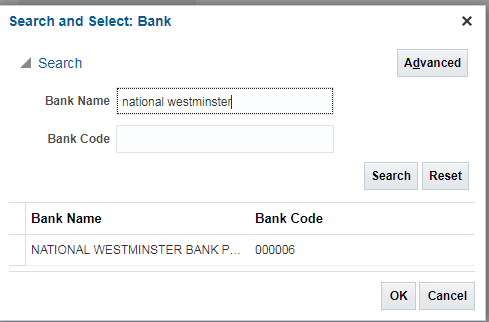 Search and Select: Bank ×
Search Advanced
Bank Name national westminster
Bank Code
Search Reset
Bank Name Bank Code
NATIONAL WESTMINSTER BANK P... 000006
OK Cancel